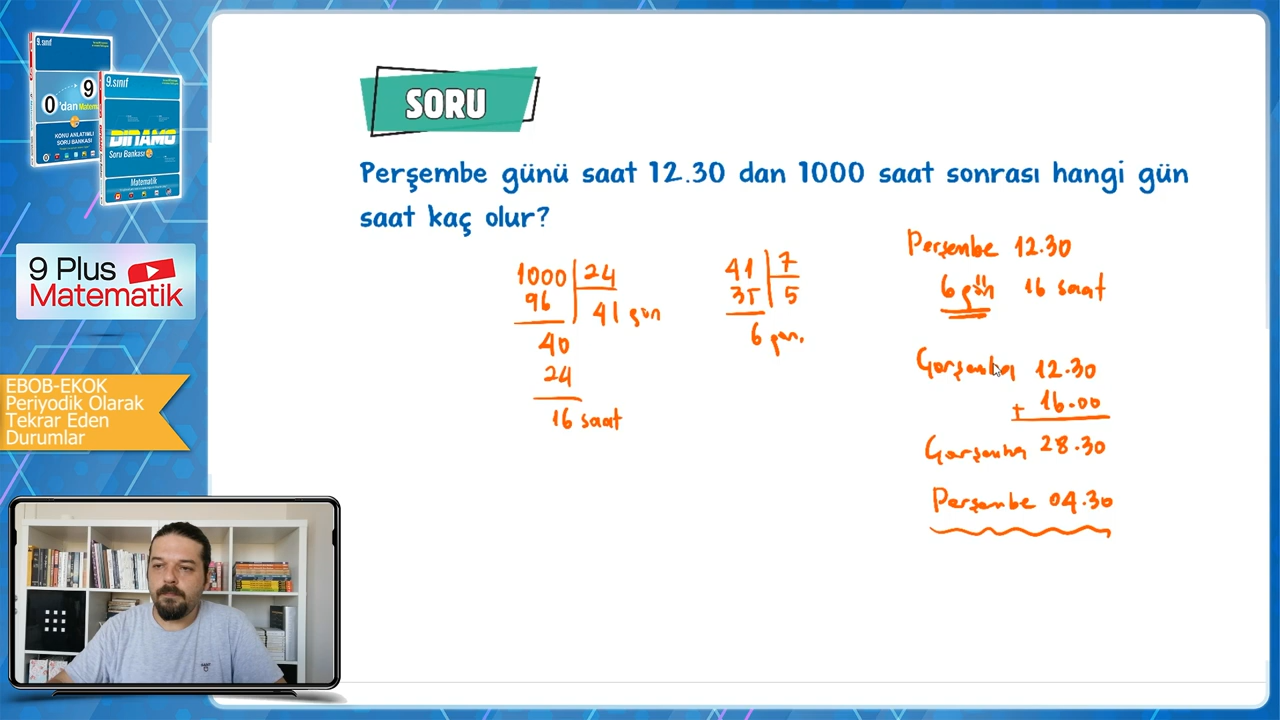 9.sınıf
0'dan 9 Matematik
KONU ANLATIMLI
SORU BANKASI
9.sınıf
DİNAMO
Soru Bankası
Matematik
9 Plus
Matematik
EBOB-EKOK
Periyodik Olarak
Tekrar Eden
Durumlar
SORU
Perşembe günü saat 12.30 dan 1000 saat sonrası hangi gün
saat kaç olur?
1000 24
96 41 gün
40
24
16 saat
41 7
35 5
6 gün.
Perşembe 12.30
6 gün 16 saat
Çarşamba 12.30
+ 16.00
Çarşamba 28.30
Perşembe 04.30